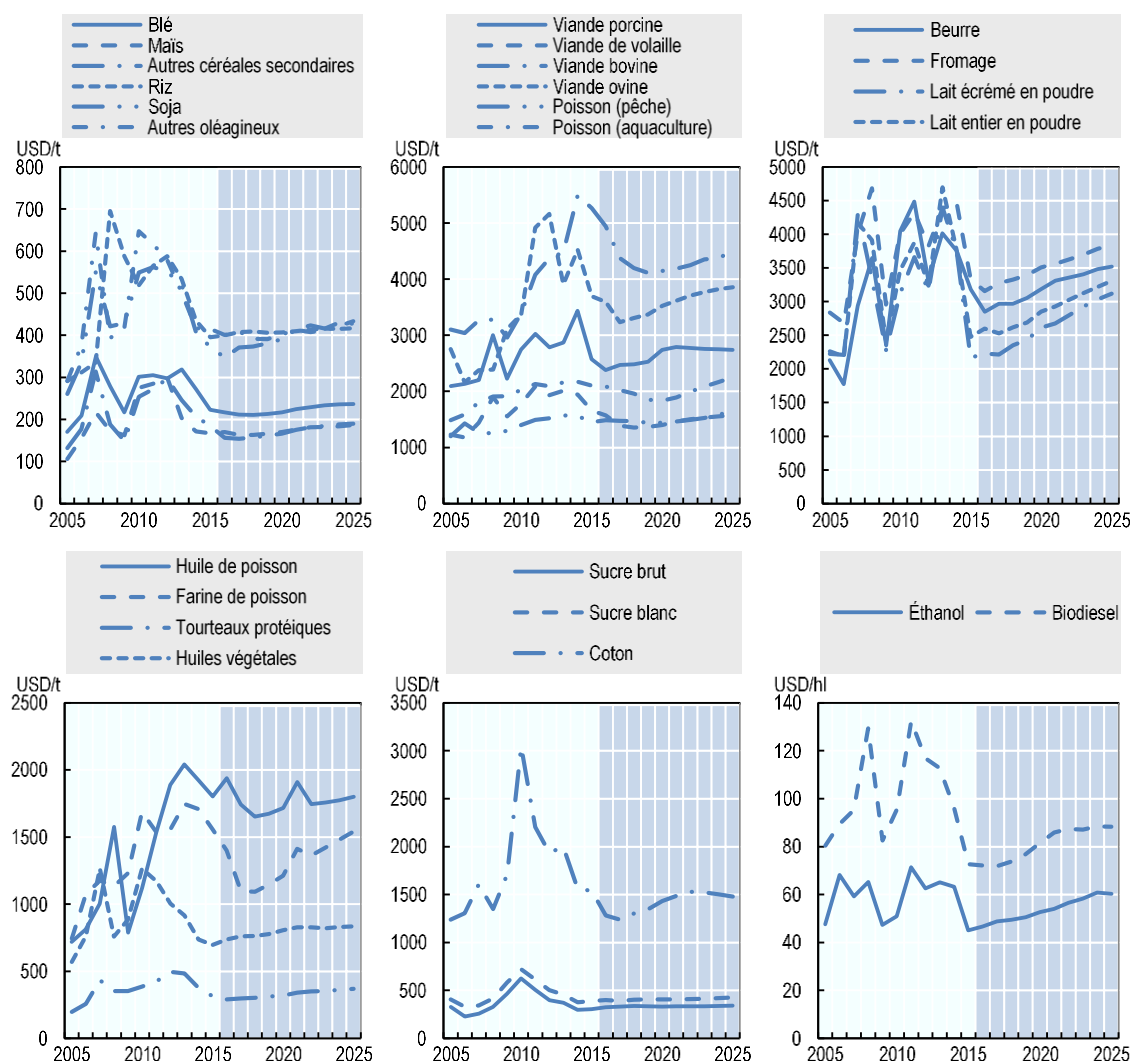 Blé
Maïs
Autres céréales secondaires
Riz
Soja
Autres oléagineux
USD/t
800
700
600
500
400
300
200
100
0
2005 2010 2015 2020 2025
Viande porcine
Viande de volaille
Viande bovine
Viande ovine
Poisson (pêche)
Poisson (aquaculture)
USD/t
6000
5000
4000
3000
2000
1000
0
2005 2010 2015 2020 2025
Beurre
Fromage
Lait écrémé en poudre
Lait entier en poudre
USD/t
5000
4500
4000
3500
3000
2500
2000
1500
1000
500
0
2005 2010 2015 2020 2025
Huile de poisson
Farine de poisson
Tourteaux protéiques
Huiles végétales
USD/t
2500
2000
1500
1000
500
0
2005 2010 2015 2020 2025
Sucre brut
Sucre blanc
Coton
USD/t
3500
3000
2500
2000
1500
1000
500
0
2005 2010 2015 2020 2025
Éthanol Biodiesel
USD/hl
140
120
100
80
60
40
20
0
2005 2010 2015 2020 2025